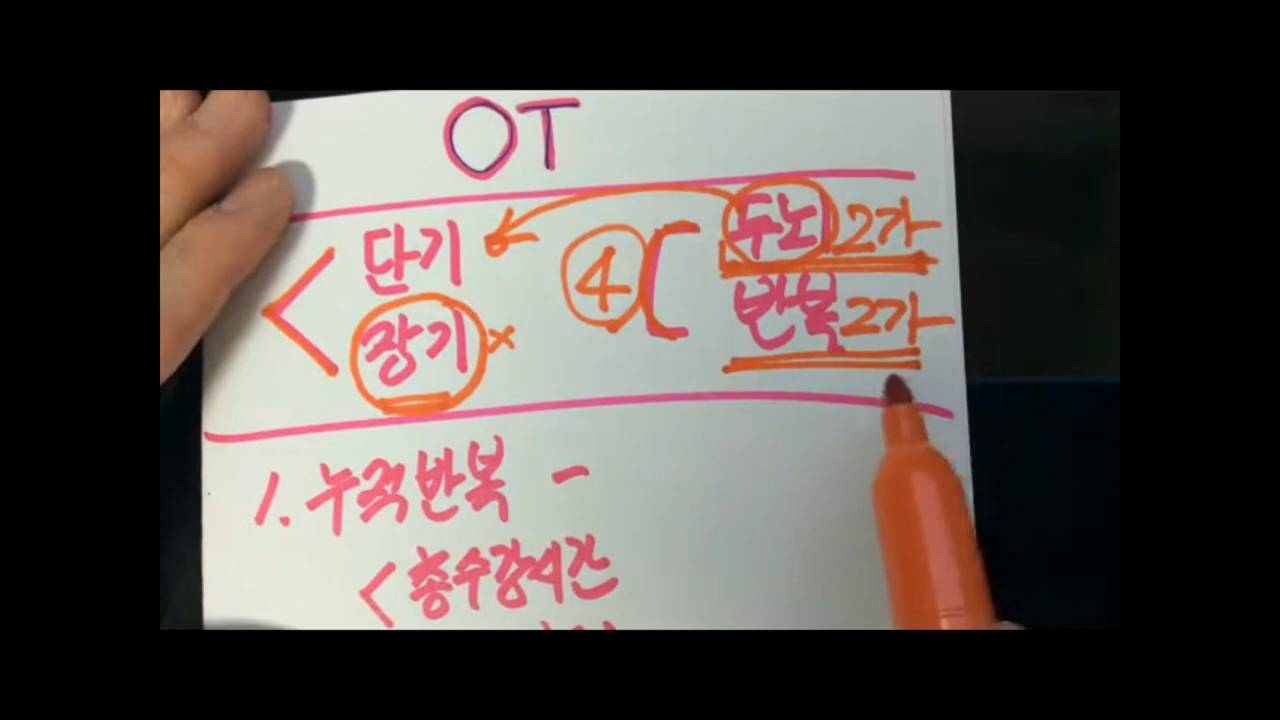 OT
< 단기 ④ ( 두뇌 2가
장기 × 반복 2가
1. 누적반복 -
< 총수강시간